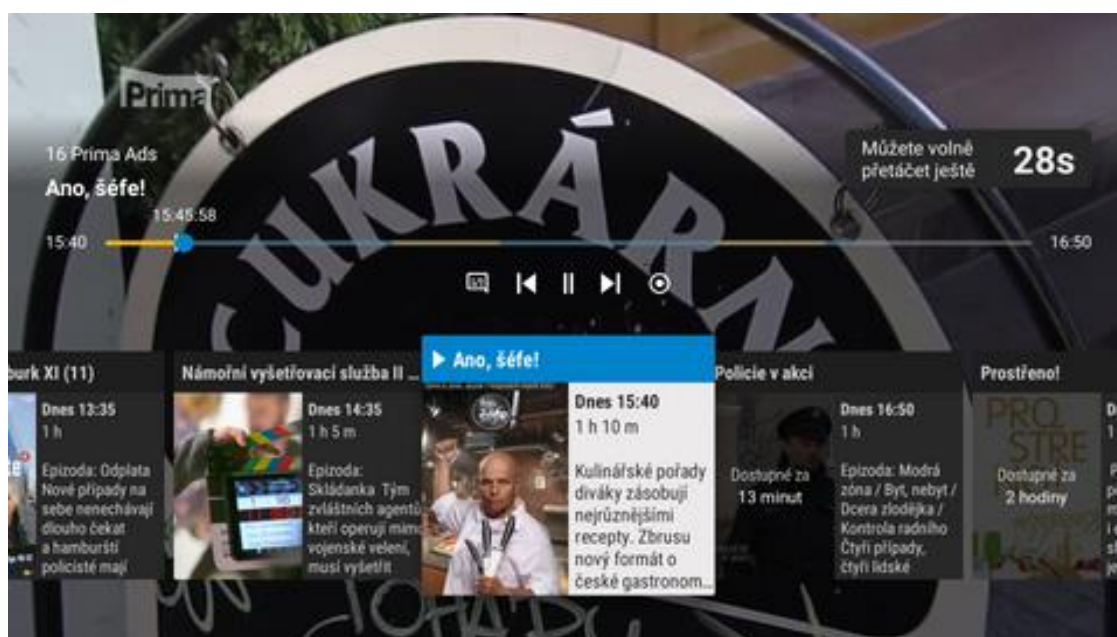 Prima
CUKRÁRN
16 Prima Ads
Můžete volně
přetáčet ještě
28s
Ano, šéfe!
15:45:58
15:40
16:50
burk XI (11)
Dnes 13:35
1 h
Epizoda: Odplata
Nové případy na
sebe nenechávají
dlouho čekat
a hamburští
policisté mají
Námořní vyšetřovací služba II ...
Dnes 14:35
1 h 5 m
Epizoda:
Skládanka Tým
zvláštních agentů
kteří operují mimo
vojenské velení,
musí vyšetřit
Ano, šéfe!
Dnes 15:40
1 h 10 m
Kulinářské pořady
diváky zásobují
nejrůznějšími
recepty. Zbrusu
nový formát o
české gastronom...
Policie v akci
Dostupné za
13 minut
Dnes 16:50
1 h
Epizoda: Modrá
zóna / Byt, nebyt /
Dcera zlodějka /
Kontrola radního
Čtyři případy,
čtyři lidské
Prostřeno!
PRO
STRE
Dostupné za
2 hodiny